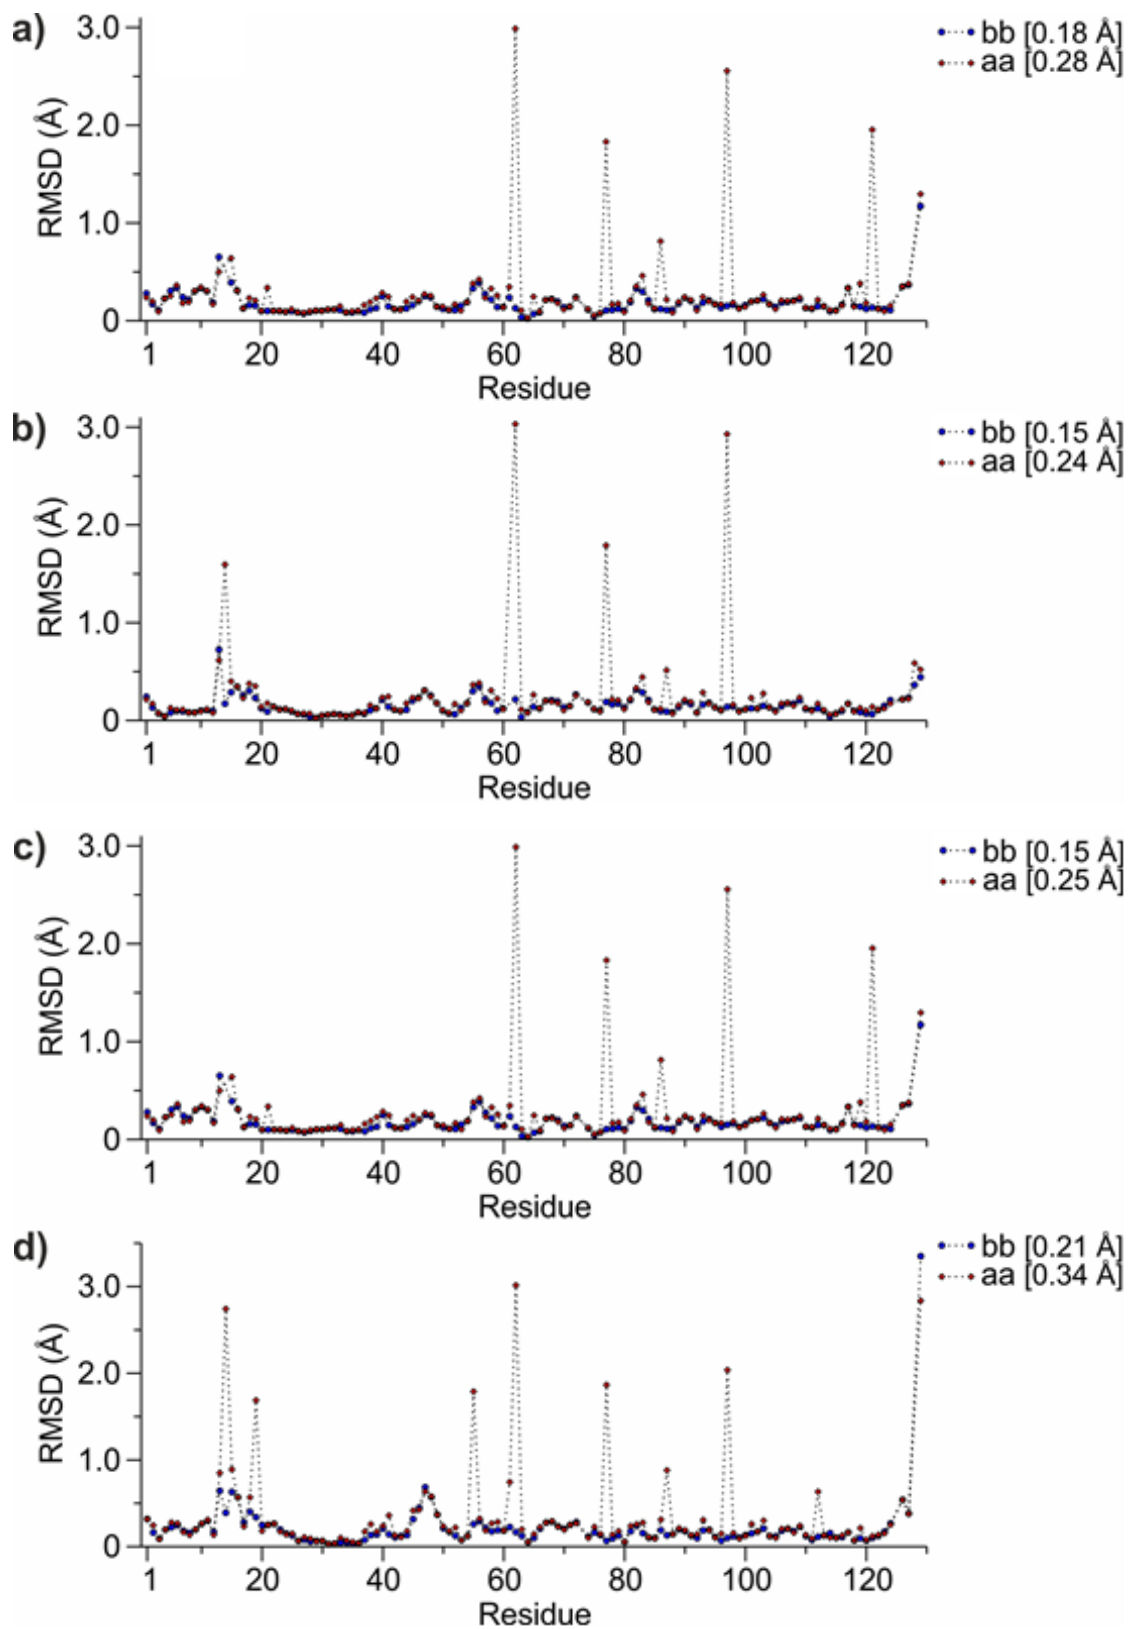 a)
3.0
2.0
1.0
0
RMSD (Å)
1 20 40 60 80 100 120
Residue
bb [0.18 Å]
aa [0.28 Å]
b)
3.0
2.0
1.0
0
RMSD (Å)
1 20 40 60 80 100 120
Residue
bb [0.15 Å]
aa [0.24 Å]
c)
3.0
2.0
1.0
0
RMSD (Å)
1 20 40 60 80 100 120
Residue
bb [0.15 Å]
aa [0.25 Å]
d)
3.0
2.0
1.0
0
RMSD (Å)
1 20 40 60 80 100 120
Residue
bb [0.21 Å]
aa [0.34 Å]